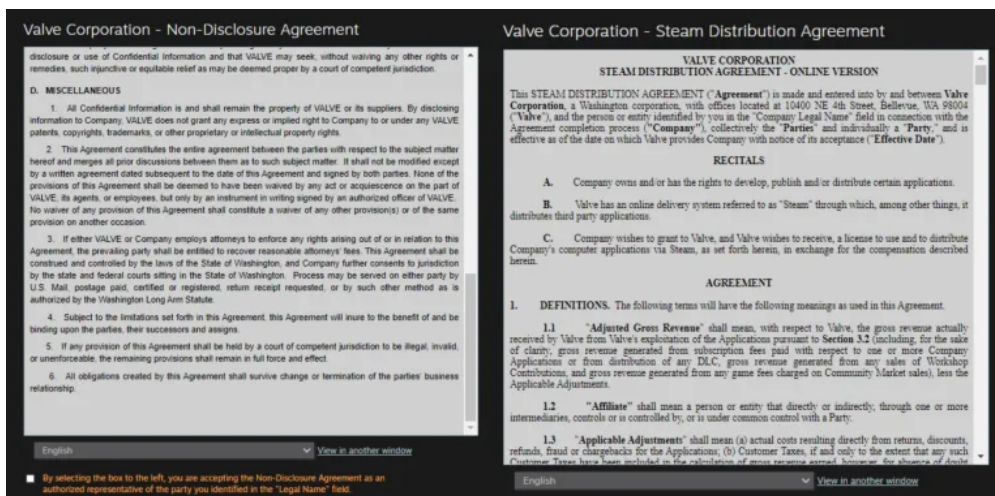 Valve Corporation - Non-Disclosure Agreement
disclosure or use of Confidential Information and that VALVE may seek, without waiving any other rights or
remedies, such injunctive or equitable relief as may be deemed proper by a court of competent jurisdiction.
D. MISCELLANEOUS
1. All Confidential Information is and shall remain the property of VALVE or its suppliers. By disclosing
information to Company, VALVE does not grant any express or implied right to Company to or under any VALVE
patents, copyrights, trademarks, or other proprietary or intellectual property rights.
2. This Agreement constitutes the entire agreement between the parties with respect to the subject matter
hereof and merges all prior discussions between them as to such subject matter. It shall not be modified except
by a written agreement dated subsequent to the date of this Agreement and signed by both parties. None of the
provisions of this Agreement shall be deemed to have been waived by any act or acquiescence on the part of
VALVE, its agents, or employees, but only by an instrument in writing signed by an authorized officer of VALVE.
No waiver of any provision of this Agreement shall constitute a waiver of any other provision(s) or of the same
provision on another occasion.
3. If either VALVE or Company employs attorneys to enforce any rights arising out of or in relation to this
Agreement, the prevailing party shall be entitled to recover reasonable attorneys' fees. This Agreement shall be
construed and controlled by the laws of the State of Washington, and Company further consents to jurisdiction
by the state and federal courts sitting in the State of Washington. Process may be served on either party by
U.S. Mail, postage paid, certified or registered, return receipt requested, or by such other method as is
authorized by the Washington Long Arm Statute.
4. Subject to the limitations set forth in this Agreement, this Agreement will inure to the benefit of and be
binding upon the parties, their successors and assigns.
5. If any provision of this Agreement shall be held by a court of competent jurisdiction to be illegal, invalid,
or unenforceable, the remaining provisions shall remain in full force and effect.
6. All obligations created by this Agreement shall survive change or termination of the parties' business
relationship.
English
View in another window
By selecting the box to the left, you are accepting the Non-Disclosure Agreement as an
authorized representative of the party you identified in the "Legal Name" field.
Valve Corporation - Steam Distribution Agreement
VALVE CORPORATION
STEAM DISTRIBUTION AGREEMENT - ONLINE VERSION
This STEAM DISTRIBUTION AGREEMENT ("Agreement") is made and entered into by and between Valve
Corporation, a Washington corporation, with offices located at 10400 NE 4th Street, Bellevue, WA 98004
("Valve"), and the person or entity identified by you in the "Company Legal Name" field in connection with the
Agreement completion process ("Company"), collectively the "Parties" and individually a "Party," and is
effective as of the date on which Valve provides Company with notice of its acceptance ("Effective Date").
RECITALS
A. Company owns and/or has the rights to develop, publish and/or distribute certain applications.
B. Valve has an online delivery system referred to as "Steam" through which, among other things, it
distributes third party applications.
C. Company wishes to grant to Valve, and Valve wishes to receive, a license to use and to distribute
Company's computer applications via Steam, as set forth herein, in exchange for the compensation described
herein.
AGREEMENT
1. DEFINITIONS. The following terms will have the following meanings as used in this Agreement.
1.1 "Adjusted Gross Revenue" shall mean, with respect to Valve, the gross revenue actually
received by Valve from Valve's exploitation of the Applications pursuant to Section 3.2 (including, for the sake
of clarity, gross revenue generated from subscription fees paid with respect to one or more Company
Applications or from distribution of any DLC, gross revenue generated from any sales of Workshop
Contributions, and gross revenue generated from any game fees charged on Community Market sales), less the
Applicable Adjustments.
1.2 "Affiliate" shall mean a person or entity that directly or indirectly, through one or more
intermediaries, controls or is controlled by, or is under common control with a Party.
1.3 "Applicable Adjustments" shall mean (a) actual costs resulting directly from returns, discounts,
refunds, fraud or chargebacks for the Applications; (b) Customer Taxes, if and only to the extent that any such
Customer Taxes have been included in the calculation of gross revenue earned, however, for absence of doubt
English
View in another window